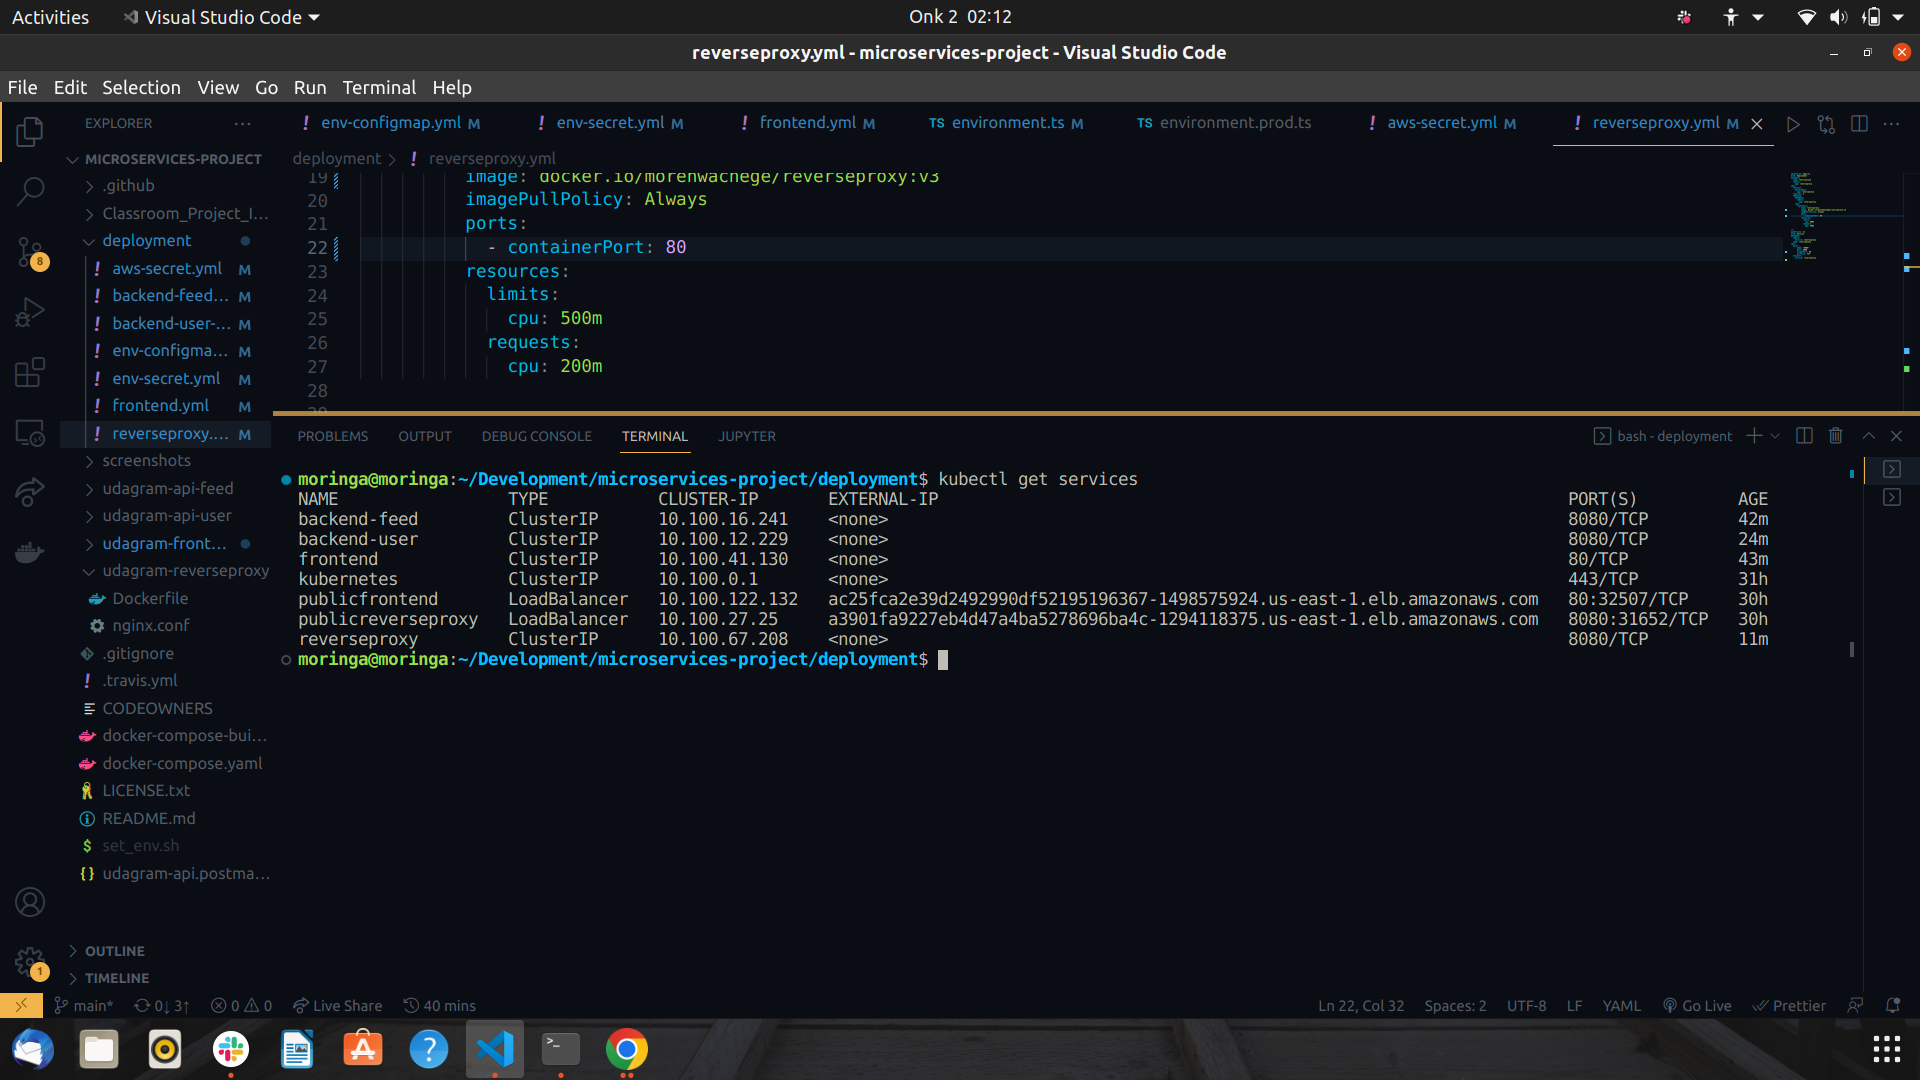 Activities
Visual Studio Code
Onk 2 02:12
reverseproxy.yml - microservices-project - Visual Studio Code
File Edit Selection View Go Run Terminal Help
EXPLORER
! env-configmap.yml M
! env-secret.yml M
! frontend.yml M
TS environment.ts M
TS environment.prod.ts
! aws-secret.yml M
! reverseproxy.yml M
deployment > ! reverseproxy.yml
MICROSERVICES-PROJECT
.github
Classroom_Project_I...
deployment
! aws-secret.yml M
! backend-feed... M
! backend-user-... M
! env-configma... M
! env-secret.yml M
! frontend.yml M
! reverseproxy.... M
screenshots
udagram-api-feed
udagram-api-user
udagram-front...
udagram-reverseproxy
Dockerfile
nginx.conf
.gitignore
! .travis.yml
CODEOWNERS
docker-compose-bui...
docker-compose.yaml
LICENSE.txt
README.md
$ set_env.sh
{} udagram-api.postma...
OUTLINE
TIMELINE
8
1
19 image: docker.io/morenwachege/reverseproxy:v3
20 imagePullPolicy: Always
21 ports:
22 - containerPort: 80
23 resources:
24 limits:
25 cpu: 500m
26 requests:
27 cpu: 200m
28
PROBLEMS OUTPUT DEBUG CONSOLE TERMINAL JUPYTER
bash - deployment
moringa@moringa:~/Development/microservices-project/deployment$ kubectl get services
NAME TYPE CLUSTER-IP EXTERNAL-IP PORT(S) AGE
backend-feed ClusterIP 10.100.16.241 <none> 8080/TCP 42m
backend-user ClusterIP 10.100.12.229 <none> 8080/TCP 24m
frontend ClusterIP 10.100.41.130 <none> 80/TCP 43m
kubernetes ClusterIP 10.100.0.1 <none> 443/TCP 31h
publicfrontend LoadBalancer 10.100.122.132 ac25fca2e39d2492990df52195196367-1498575924.us-east-1.elb.amazonaws.com 80:32507/TCP 30h
publicreverseproxy LoadBalancer 10.100.27.25 a3901fa9227eb4d47a4ba5278696ba4c-1294118375.us-east-1.elb.amazonaws.com 8080:31652/TCP 30h
reverseproxy ClusterIP 10.100.67.208 <none> 8080/TCP 11m
moringa@moringa:~/Development/microservices-project/deployment$
main* 0↓ 3↑ 0 0 Live Share 40 mins
Ln 22, Col 32 Spaces: 2 UTF-8 LF YAML Go Live Prettier